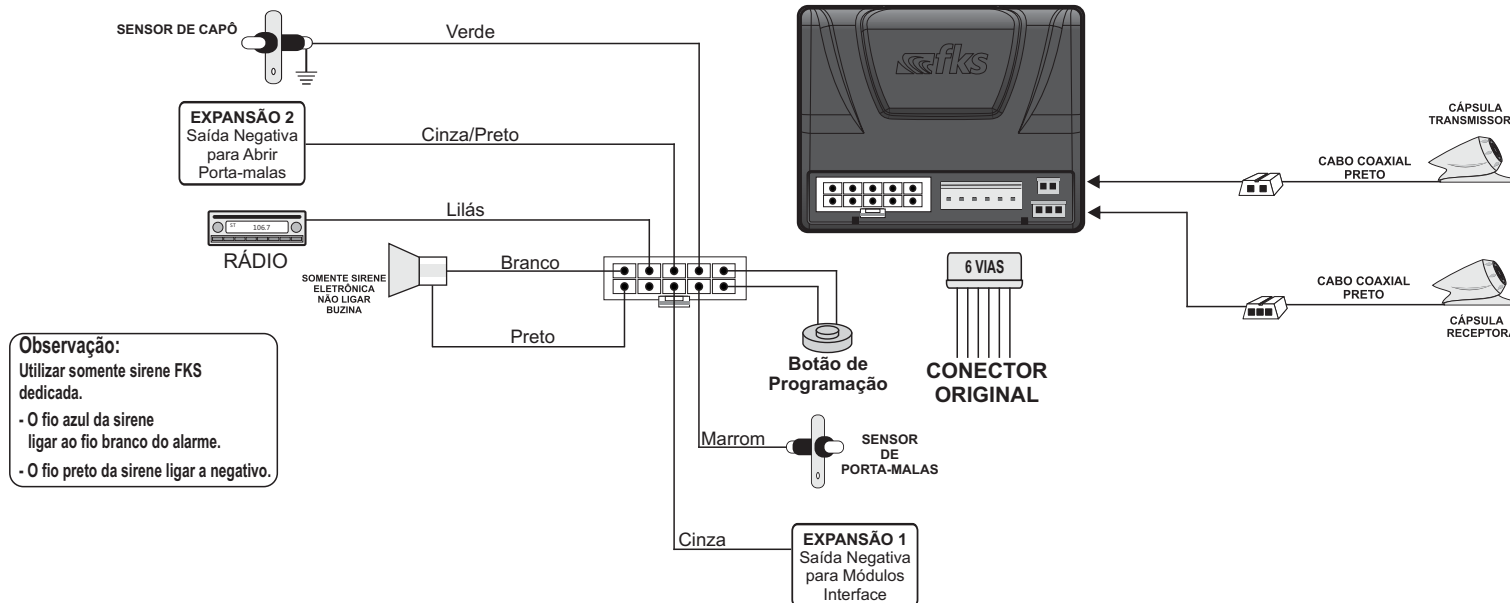 SENSOR DE CAPÔ
Verde
fks
EXPANSÃO 2
Saída Negativa
para Abrir
Porta-malas
Cinza/Preto
CÁPSULA
TRANSMISSOR
CABO COAXIAL
PRETO
Lilás
ST
106.7
RÁDIO
SOMENTE SIRENE
ELETRÔNICA
NÃO LIGAR
BUZINA
Branco
Preto
6 VIAS
CONECTOR
ORIGINAL
CABO COAXIAL
PRETO
CÁPSULA
RECEPTORA
Botão de
Programação
Observação:
Utilizar somente sirene FKS
dedicada.
- O fio azul da sirene
ligar ao fio branco do alarme.
- O fio preto da sirene ligar a negativo.
Marrom
SENSOR
DE
PORTA-MALAS
Cinza
EXPANSÃO 1
Saída Negativa
para Módulos
Interface